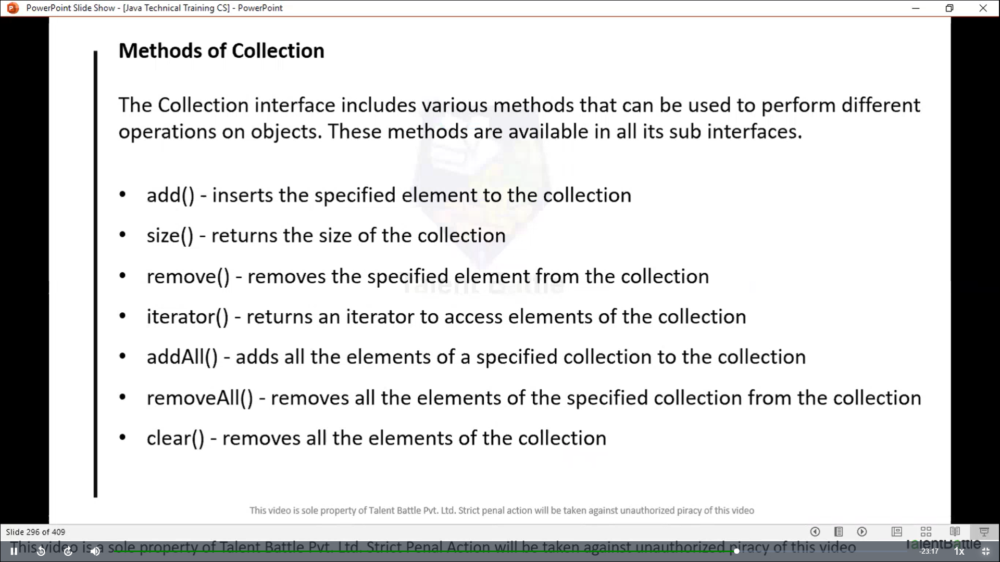 PowerPoint Slide Show - [Java Technical Training CS] - PowerPoint
Methods of Collection
The Collection interface includes various methods that can be used to perform different
operations on objects. These methods are available in all its sub interfaces.
• add() - inserts the specified element to the collection
• size() - returns the size of the collection
• remove() - removes the specified element from the collection
• iterator() - returns an iterator to access elements of the collection
• addAll() - adds all the elements of a specified collection to the collection
• removeAll() - removes all the elements of the specified collection from the collection
• clear() - removes all the elements of the collection
Talent Battle
This video is sole property of Talent Battle Pvt. Ltd. Strict penal action will be taken against unauthorized piracy of this video
Slide 296 of 409
This video is a sole property of Talent Battle Pvt. Ltd. Strict Penal Action will be taken against unauthorized piracy of this video
TalentBattle
-23:17
1x